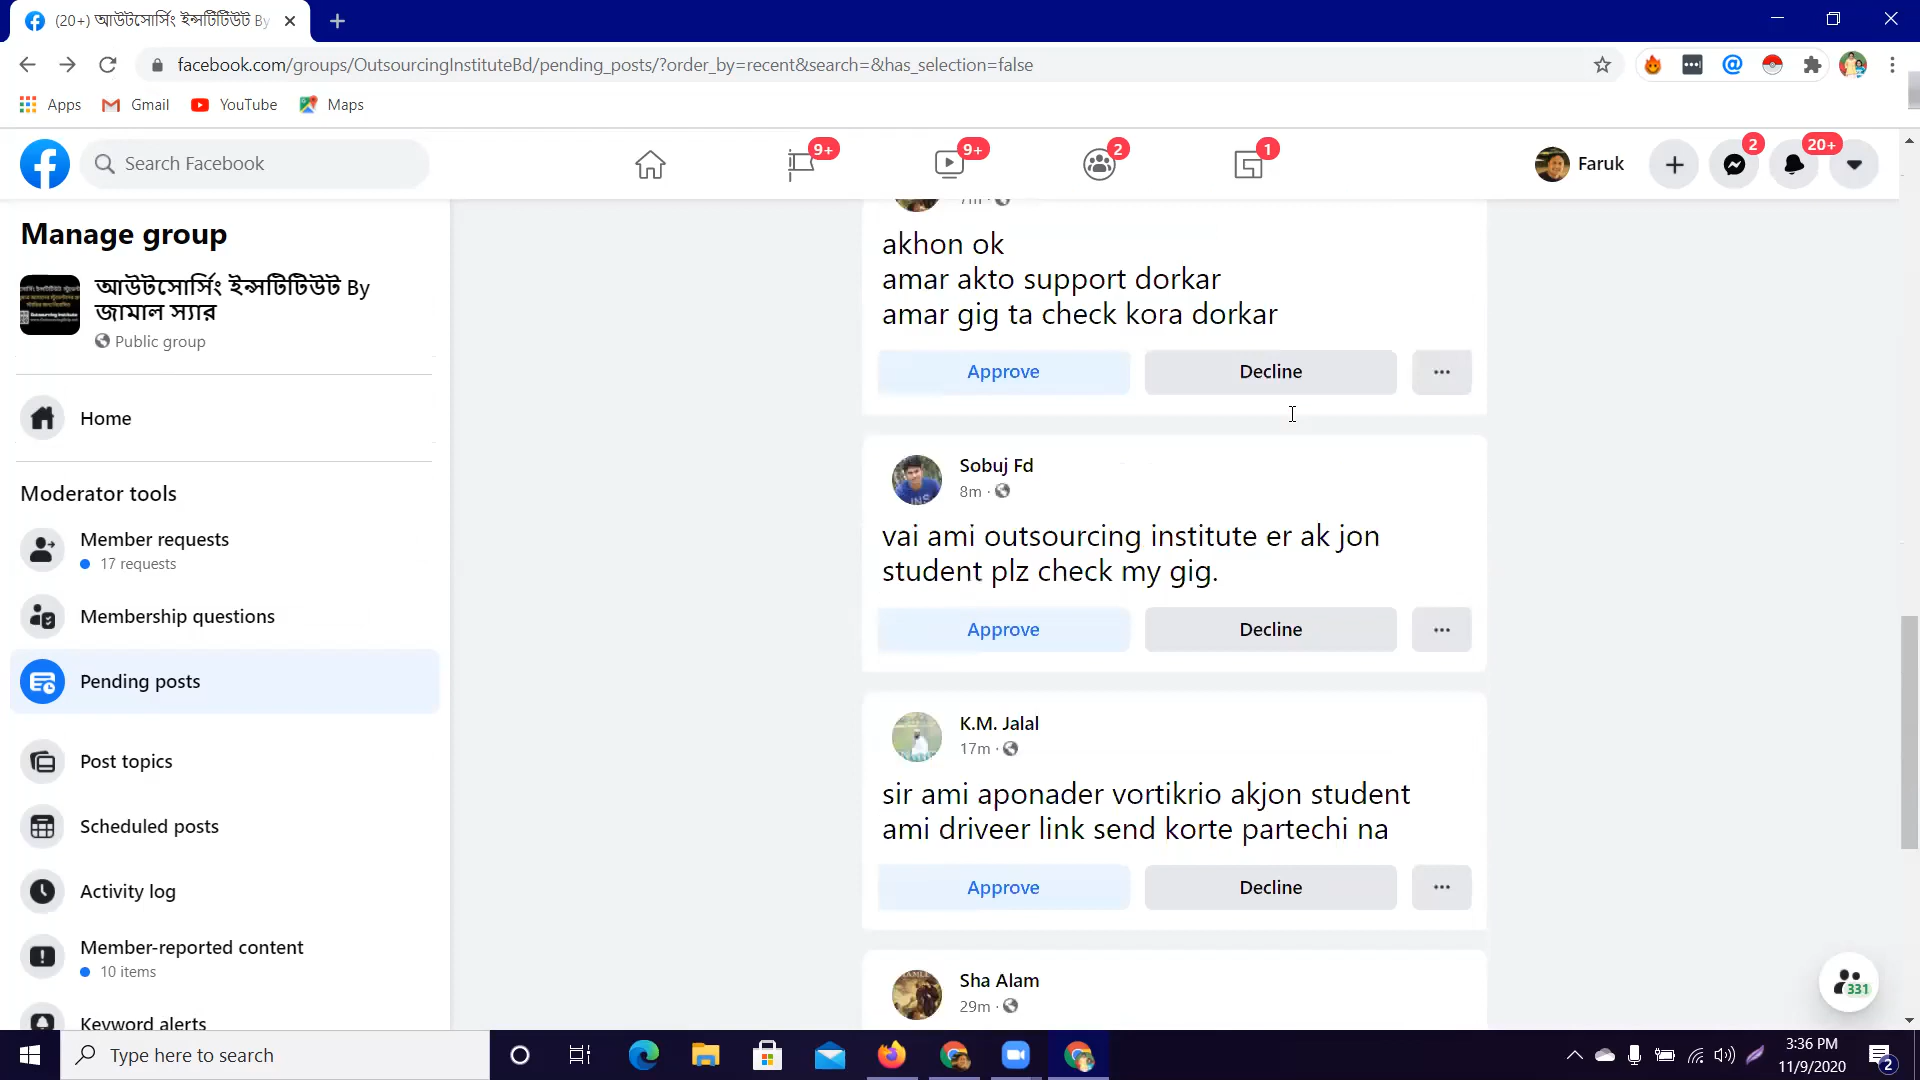 (20+) আউটসোর্সিং ইন্সটিটিউট By
facebook.com/groups/OutsourcingInstituteBd/pending_posts/?order_by=recent&search=&has_selection=false
Apps Gmail YouTube Maps
Search Facebook
9+ 9+ 2 1
Faruk
2 20+
Manage group
আউটসোর্সিং ইন্সটিটিউট By
জামাল স্যার
Public group
Home
Moderator tools
Member requests
17 requests
Membership questions
Pending posts
Post topics
Scheduled posts
Activity log
Member-reported content
10 items
Keyword alerts
akhon ok
amar akto support dorkar
amar gig ta check kora dorkar
Approve Decline
Sobuj Fd
8m
vai ami outsourcing institute er ak jon
student plz check my gig.
Approve Decline
K.M. Jalal
17m
sir ami aponader vortikrio akjon student
ami driveer link send korte partechi na
Approve Decline
Sha Alam
29m
331
Type here to search
3:36 PM
11/9/2020
2